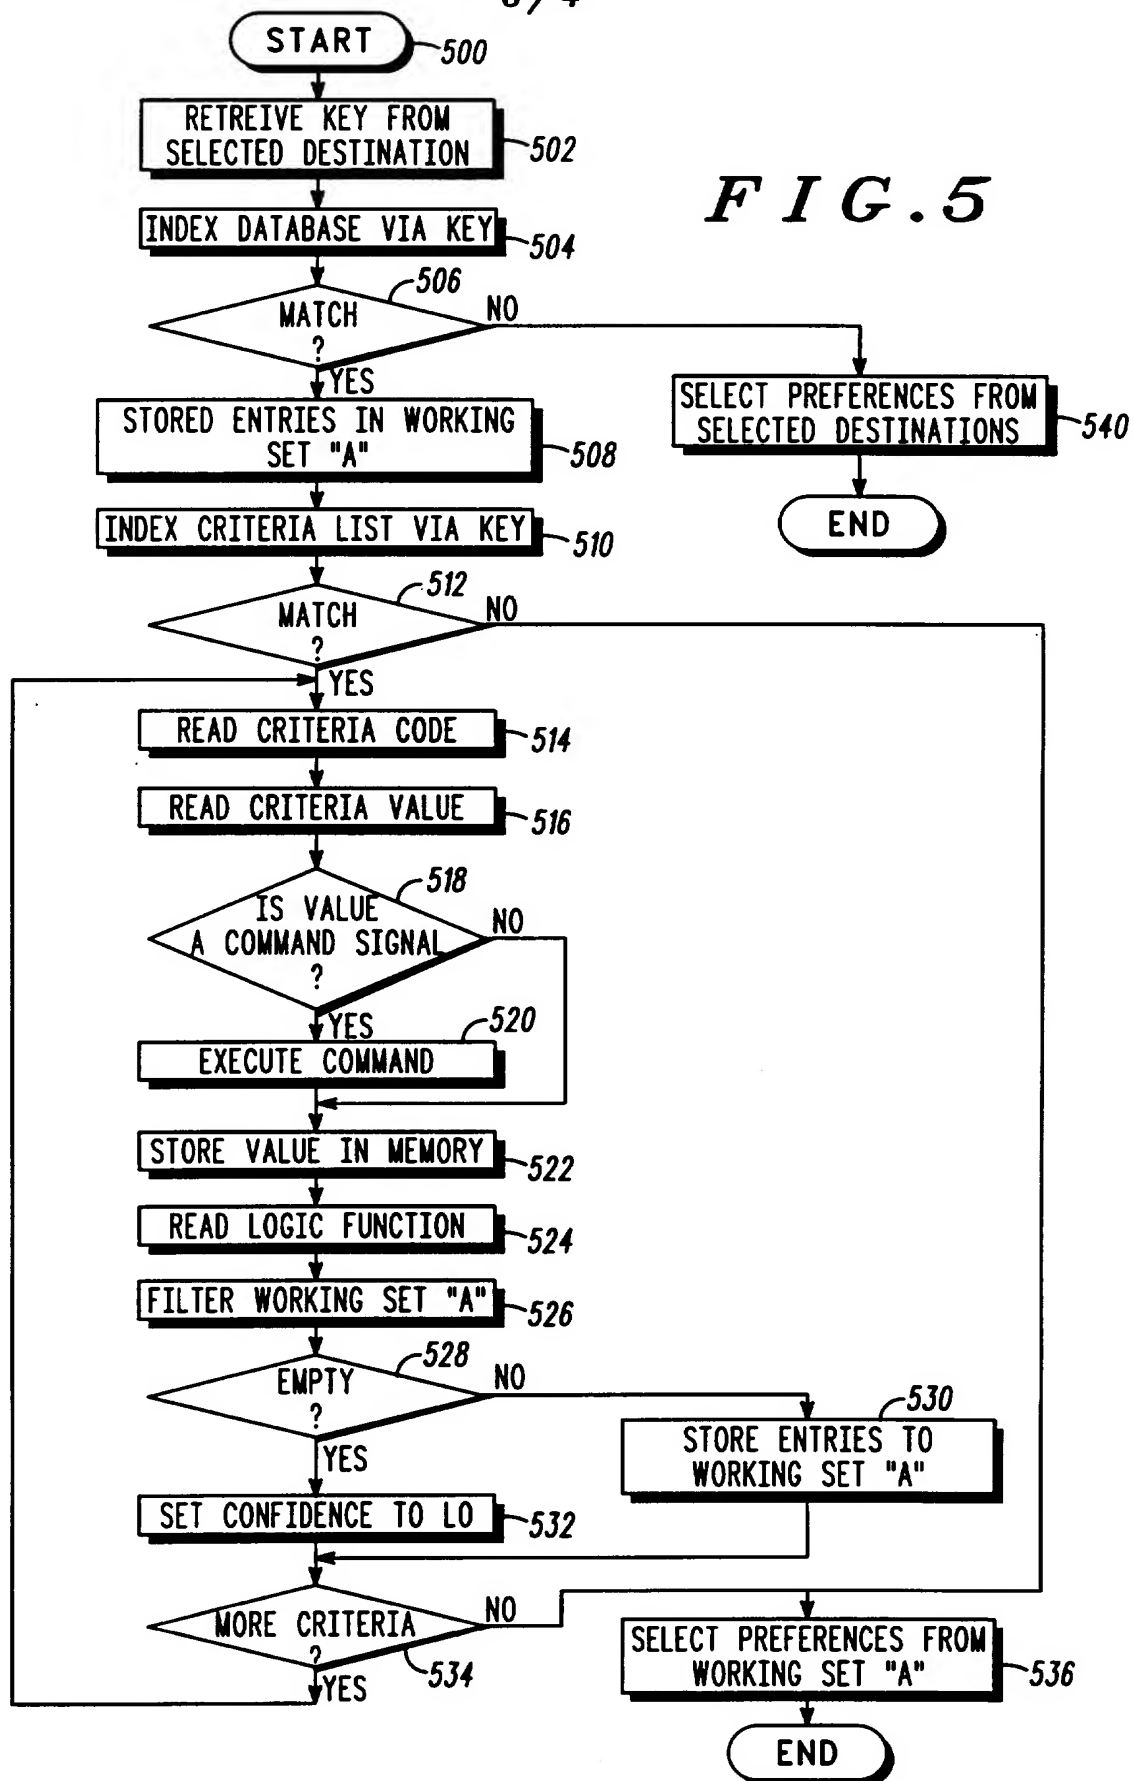 START
500
RETREIVE KEY FROM
SELECTED DESTINATION
502
FIG.5
INDEX DATABASE VIA KEY
504
506
MATCH
?
NO
YES
STORED ENTRIES IN WORKING
SET "A"
508
SELECT PREFERENCES FROM
SELECTED DESTINATIONS
540
END
INDEX CRITERIA LIST VIA KEY
510
512
MATCH
?
NO
YES
READ CRITERIA CODE
514
READ CRITERIA VALUE
516
518
IS VALUE
A COMMAND SIGNAL
?
NO
YES
520
EXECUTE COMMAND
STORE VALUE IN MEMORY
522
READ LOGIC FUNCTION
524
FILTER WORKING SET "A"
526
528
EMPTY
?
NO
YES
530
STORE ENTRIES TO
WORKING SET "A"
SET CONFIDENCE TO LO
532
MORE CRITERIA
?
NO
534
YES
SELECT PREFERENCES FROM
WORKING SET "A"
536
END